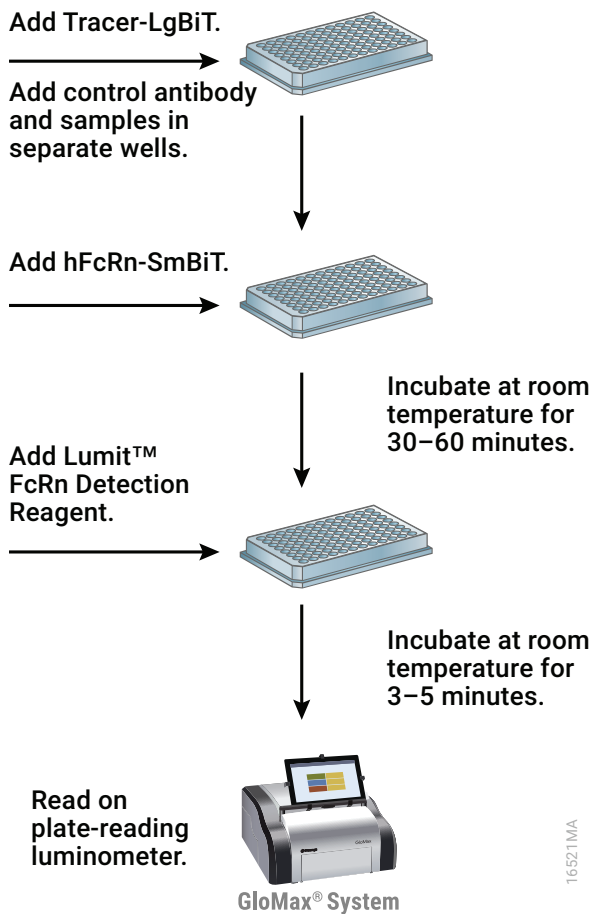 Add Tracer-LgBiT.
Add control antibody
and samples in
separate wells.
Add hFcRn-SmBiT.
Incubate at room
temperature for
30–60 minutes.
Add Lumit™
FcRn Detection
Reagent.
Incubate at room
temperature for
3–5 minutes.
Read on
plate-reading
luminometer.
GloMax® System
16521MA